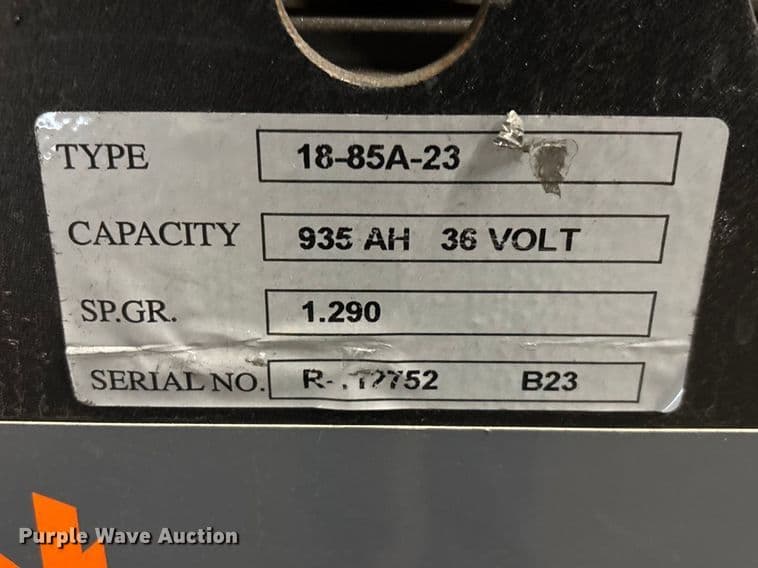 TYPE 18-85A-23
CAPACITY 935 AH 36 VOLT
SP.GR. 1.290
SERIAL NO. B23
Purple Wave Auction